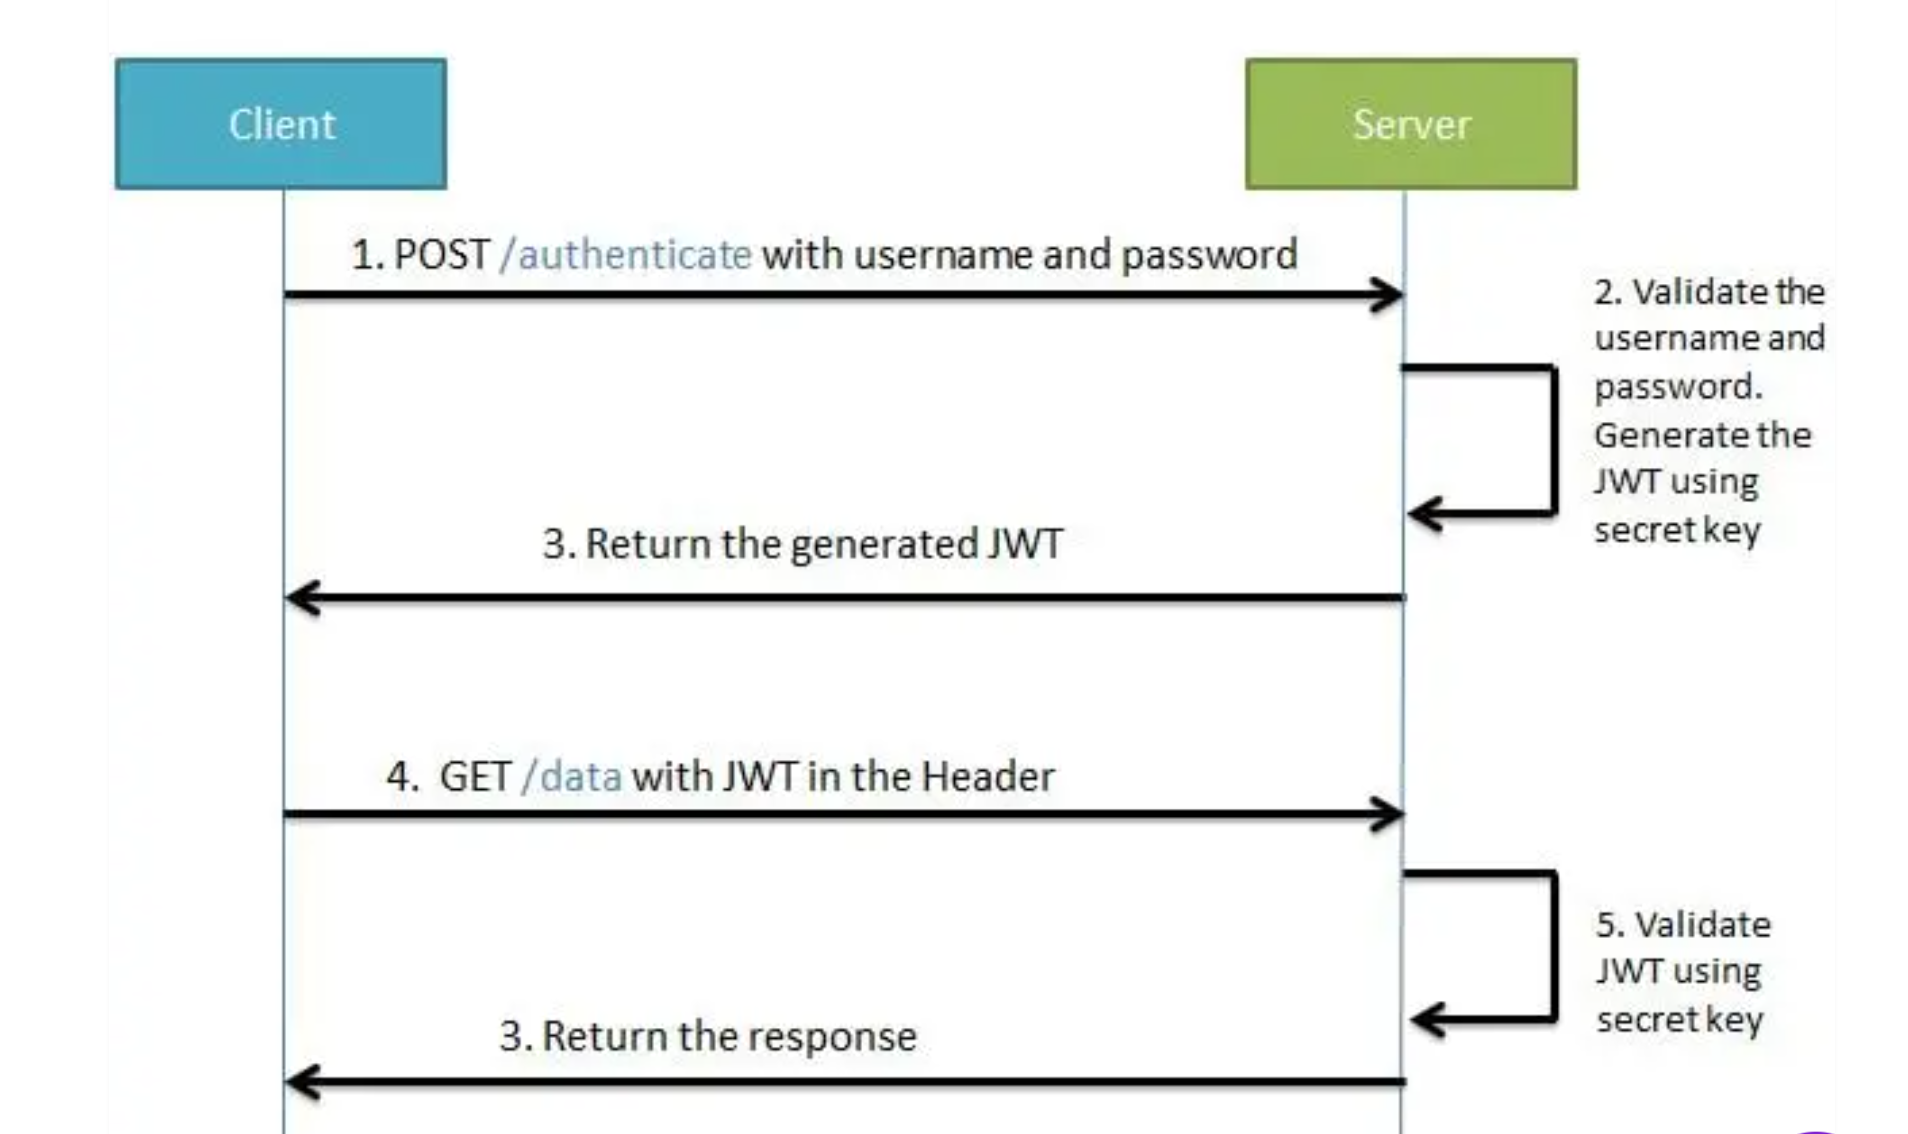 Client
Server
1. POST /authenticate with username and password
2. Validate the
username and
password.
Generate the
JWT using
secret key
3. Return the generated JWT
4. GET /data with JWT in the Header
5. Validate
JWT using
secret key
3. Return the response